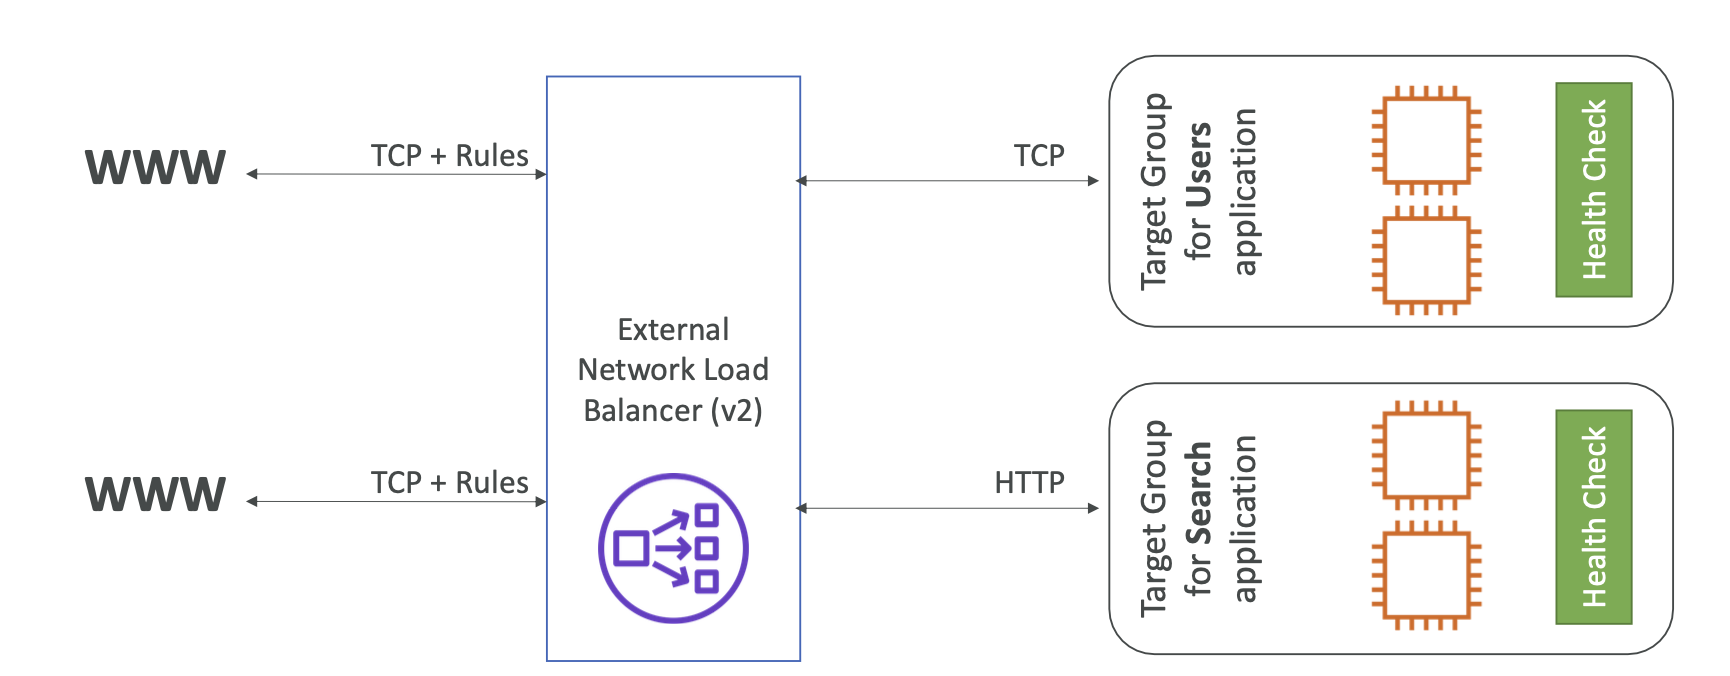 WWW
TCP + Rules
TCP
Target Group
for Users
application
Health Check
External
Network Load
Balancer (v2)
WWW
TCP + Rules
HTTP
Target Group
for Search
application
Health Check